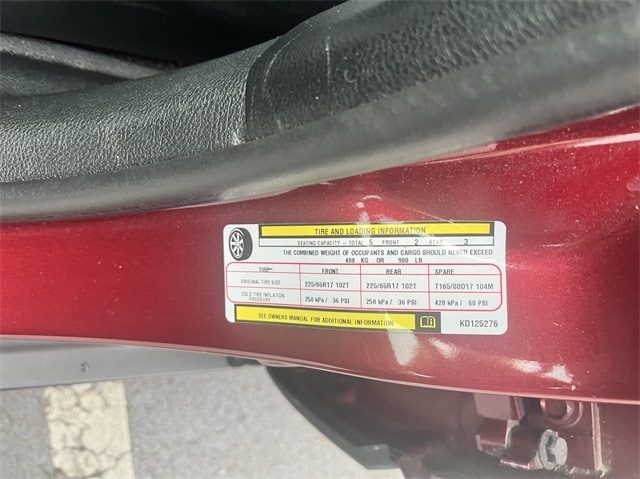 TIRE AND LOADING INFORMATION
SEATING CAPACITY - TOTAL 5 FRONT 2 REAR 3
THE COMBINED WEIGHT OF OCCUPANTS AND CARGO SHOULD NEVER EXCEED
408 KG OR 900 LB
TIRE FRONT REAR SPARE
ORIGINAL TIRE SIZE 225/65R17 102T 225/65R17 102T T165/80D17 104M
COLD TIRE INFLATION PRESSURE 250 kPa / 36 PSI 250 kPa / 36 PSI 420 kPa / 60 PSI
SEE OWNERS MANUAL FOR ADDITIONAL INFORMATION KD125276